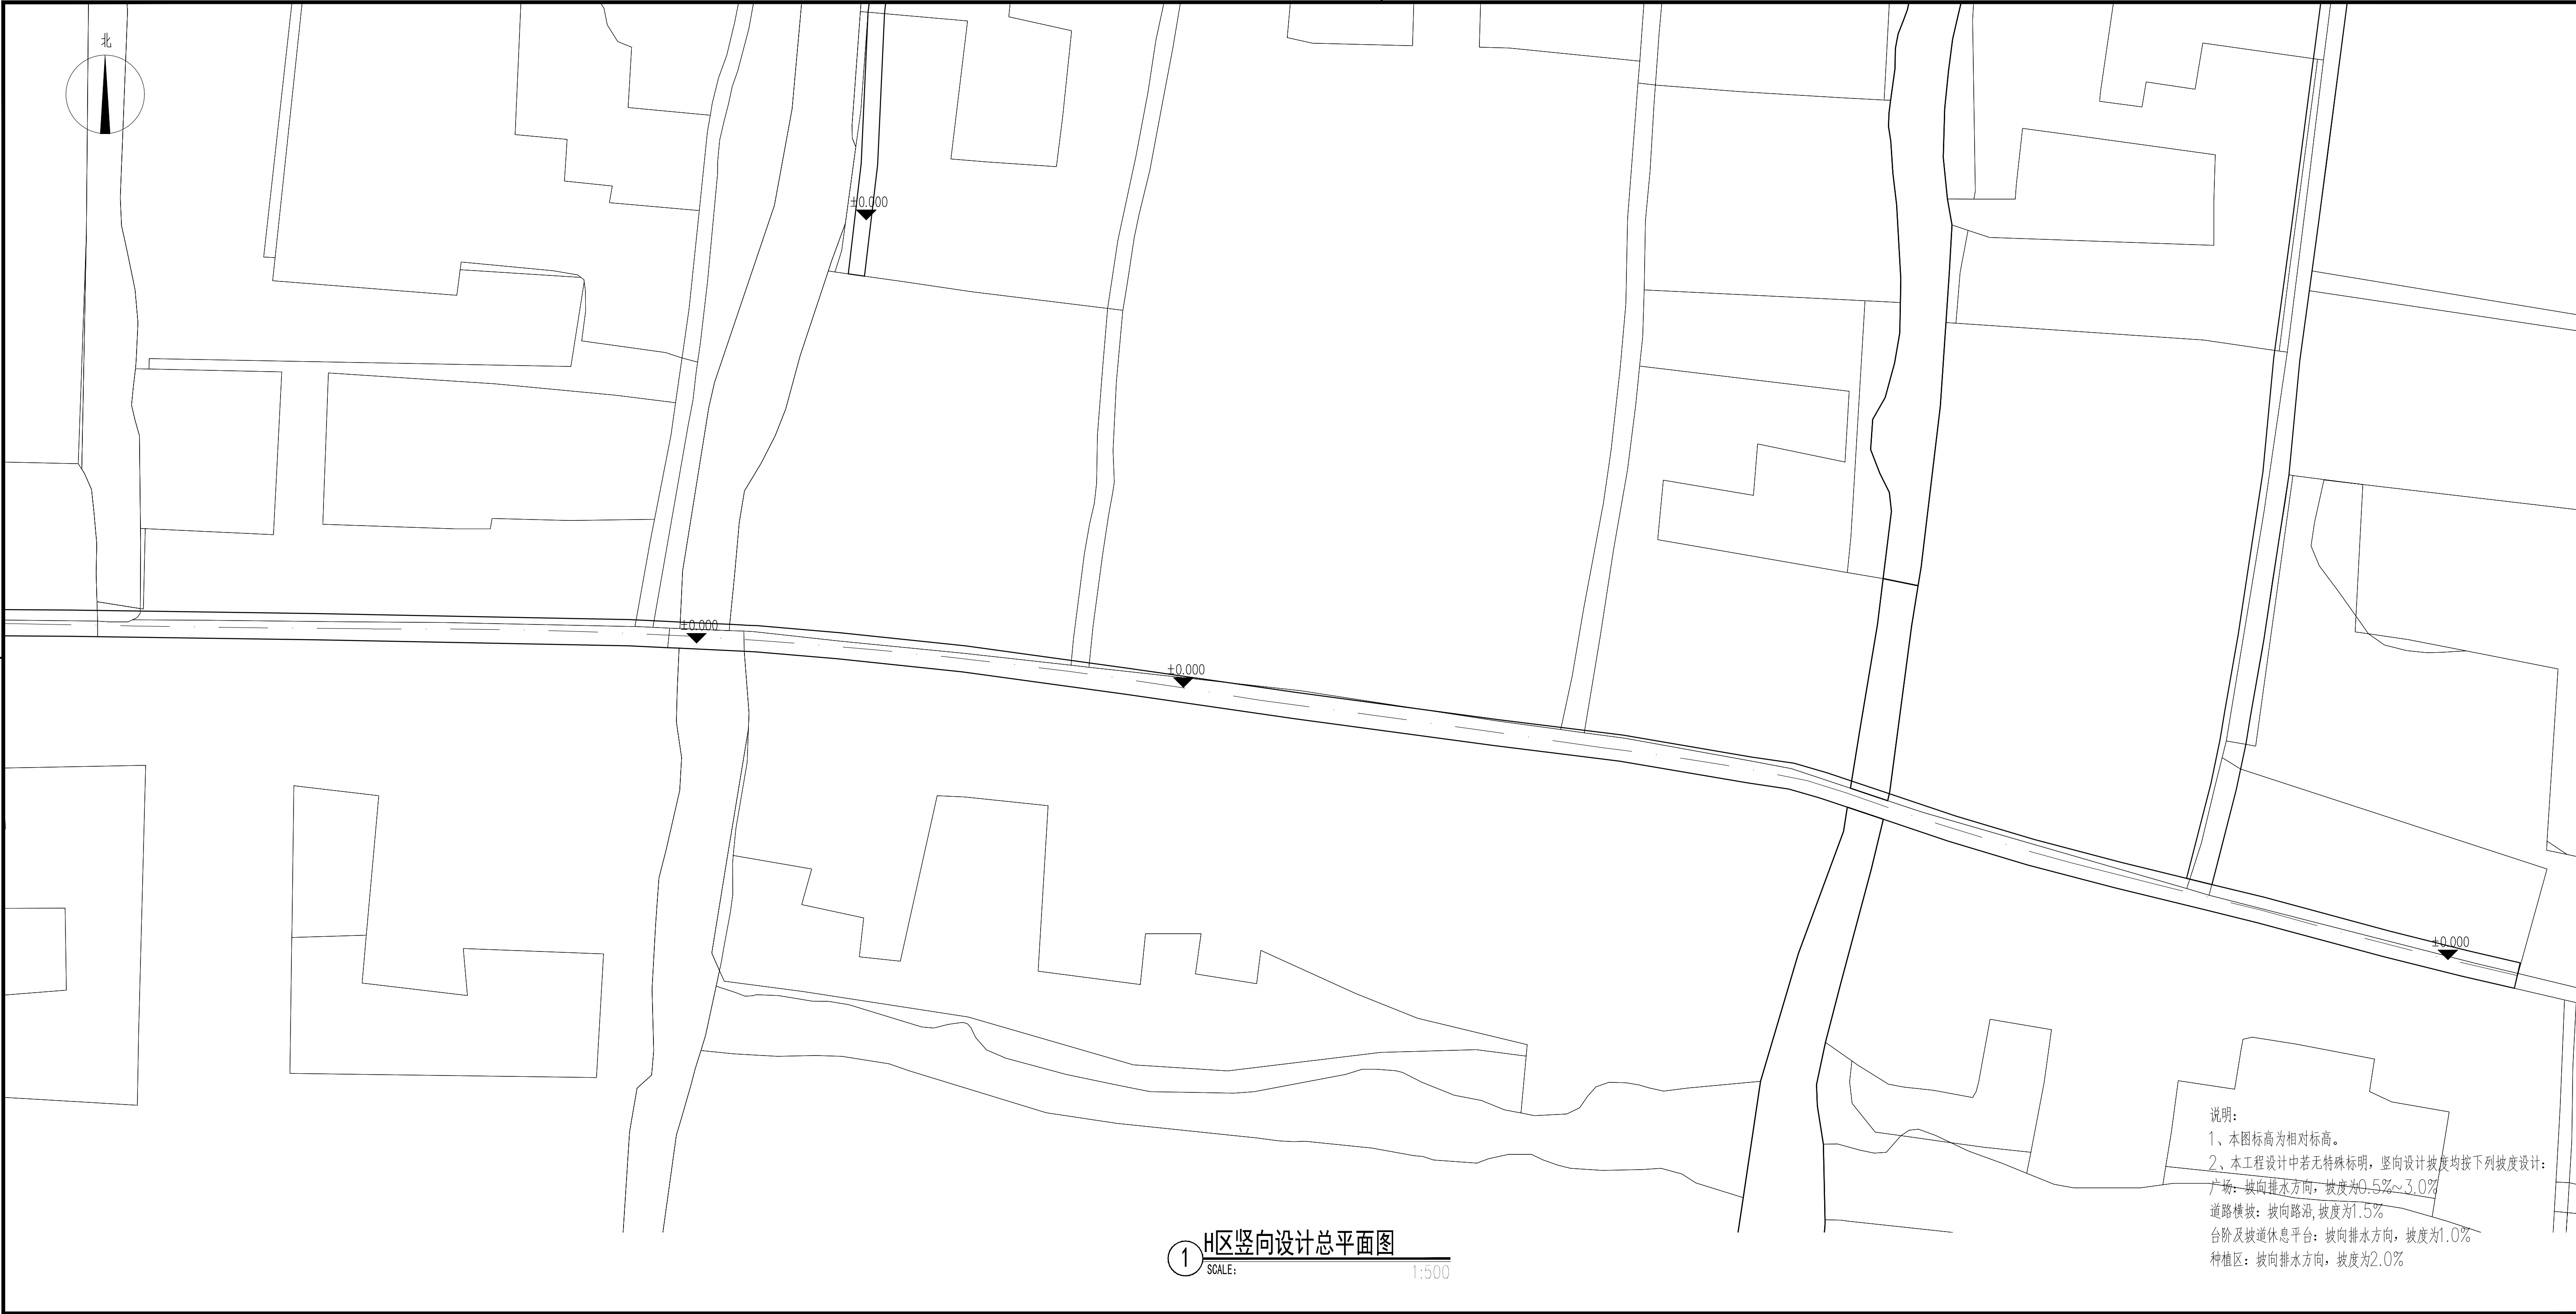 北
±0.000
±0.000
±0.000
±0.000
说明：
1、本图标高为相对标高。
2、本工程设计中若无特殊标明，竖向设计坡度均按下列坡度设计：
广场：坡向排水方向，坡度为0.5%~3.0%
道路横坡：坡向路沿,坡度为1.5%
台阶及坡道休息平台：坡向排水方向，坡度为1.0%
种植区：坡向排水方向，坡度为2.0%
1 H区竖向设计总平面图
SCALE: 1:500